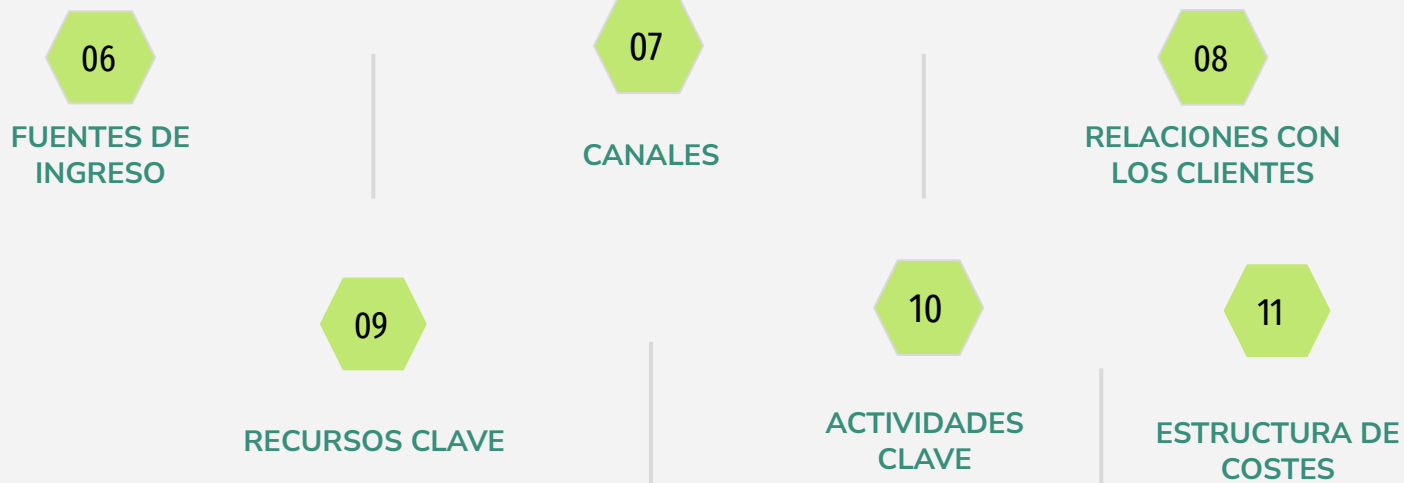 06
FUENTES DE
INGRESO
07
CANALES
08
RELACIONES CON
LOS CLIENTES
09
RECURSOS CLAVE
10
ACTIVIDADES
CLAVE
11
ESTRUCTURA DE
COSTES